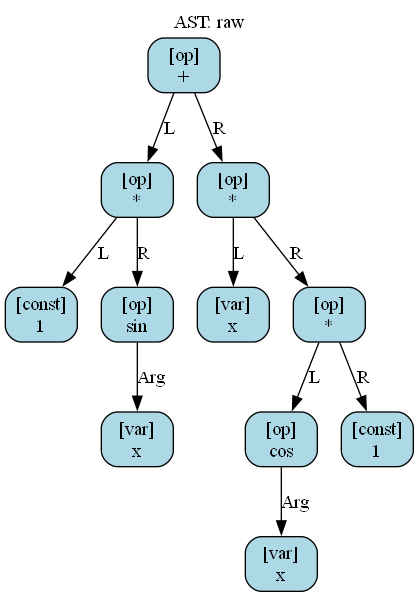 AST: raw
[op]
+
L
R
[op]
*
[op]
*
L
R
L
R
[const]
1
[op]
sin
[var]
x
[op]
*
Arg
L
R
[var]
x
[op]
cos
[const]
1
Arg
[var]
x